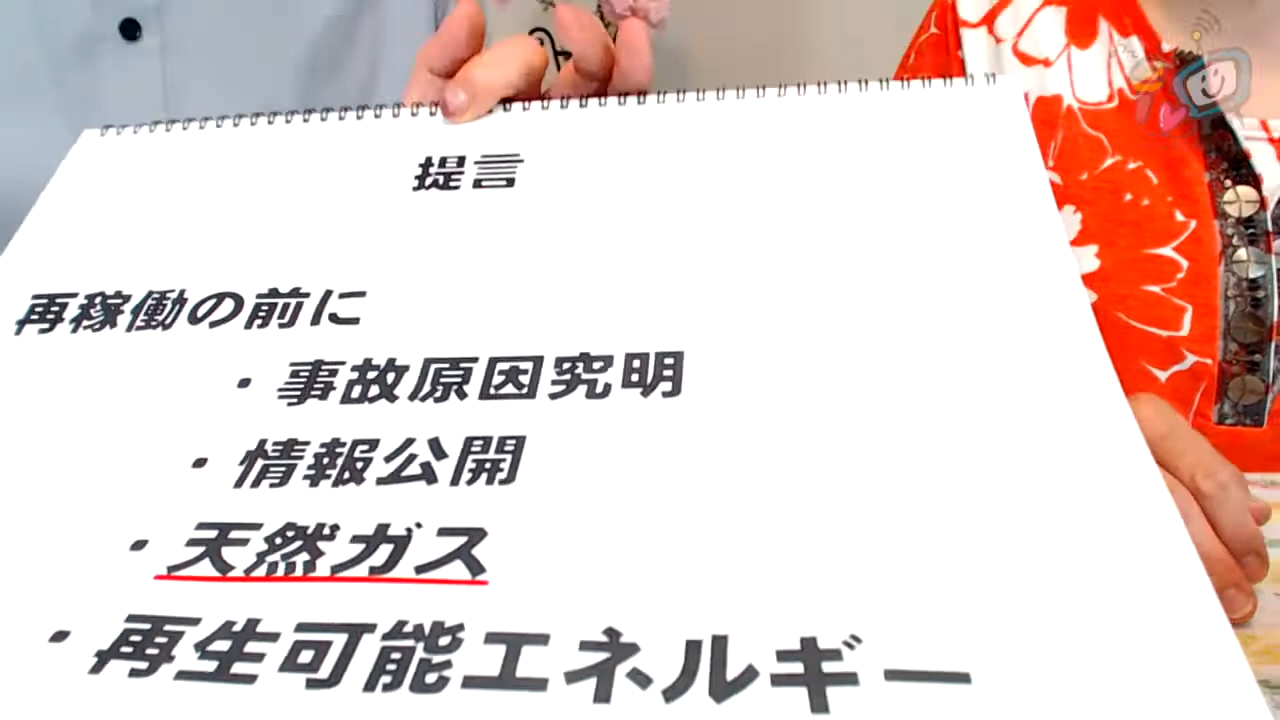 提言
再稼働の前に
・事故原因究明
・情報公開
・天然ガス
・再生可能エネルギー